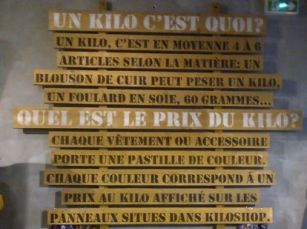 UN KILO C'EST QUOI?
UN KILO, C'EST EN MOYENNE 4 À 6
ARTICLES SELON LA MATIÈRE: UN
BLOUSON DE CUIR PEUT PESER UN KILO,
UN FOULARD EN SOIE, 60 GRAMMES...
QUEL EST LE PRIX DU KILO?
CHAQUE VÊTEMENT OU ACCESSOIRE
PORTE UNE PASTILLE DE COULEUR.
CHAQUE COULEUR CORRESPOND À UN
PRIX AU KILO AFFICHÉ SUR LES
PANNEAUX SITUES DANS KILOSHOP.